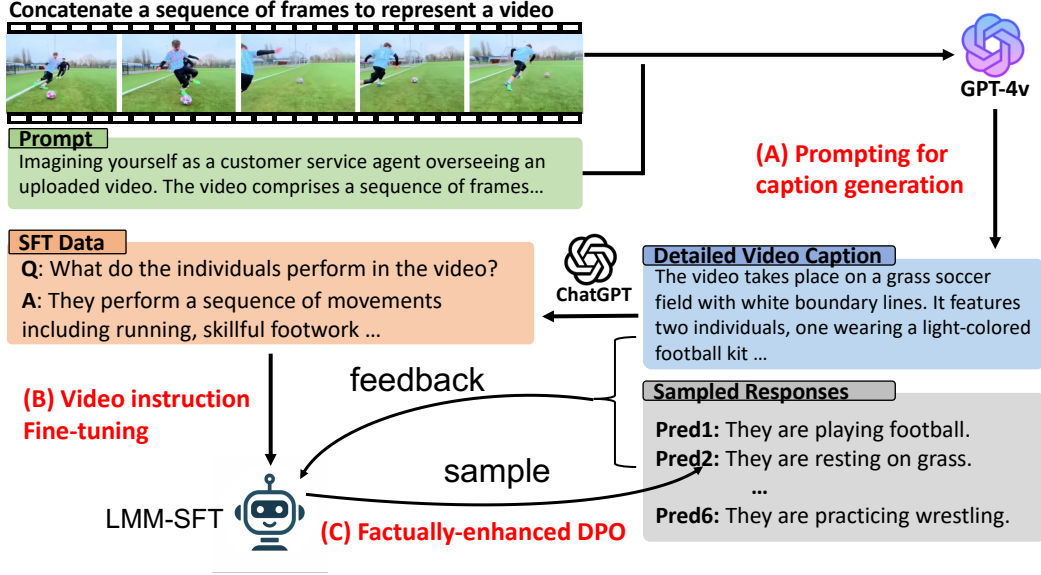 Concatenate a sequence of frames to represent a video
GPT-4v
Prompt
Imagining yourself as a customer service agent overseeing an
uploaded video. The video comprises a sequence of frames…
(A) Prompting for
caption generation
SFT Data
Q: What do the individuals perform in the video?
A: They perform a sequence of movements
including running, skillful footwork …
ChatGPT
Detailed Video Caption
The video takes place on a grass soccer
field with white boundary lines. It features
two individuals, one wearing a light-colored
football kit …
(B) Video instruction
Fine-tuning
feedback
Sampled Responses
Pred1: They are playing football.
Pred2: They are resting on grass.
…
Pred6: They are practicing wrestling.
sample
LMM-SFT
(C) Factually-enhanced DPO